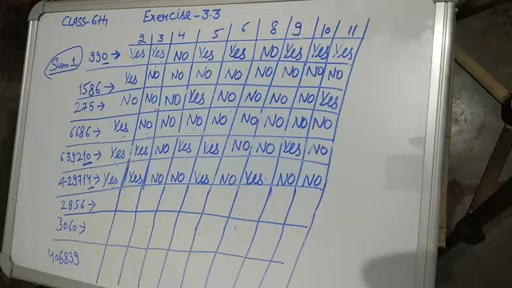 CLASS-6th Exercise-3.3
2 3 4 5 6 8 9 10 11
Sum1
990→ Yes Yes NO Yes Yes NO Yes Yes Yes
1586→ Yes NO NO NO NO NO NO NO NO
275→ NO NO NO Yes NO NO NO NO Yes
6686→ Yes NO NO NO NO NO NO NO NO
639210→ Yes Yes NO Yes Yes NO NO Yes NO
429714→ Yes Yes NO NO Yes NO Yes NO NO
2856→
3060→
406839